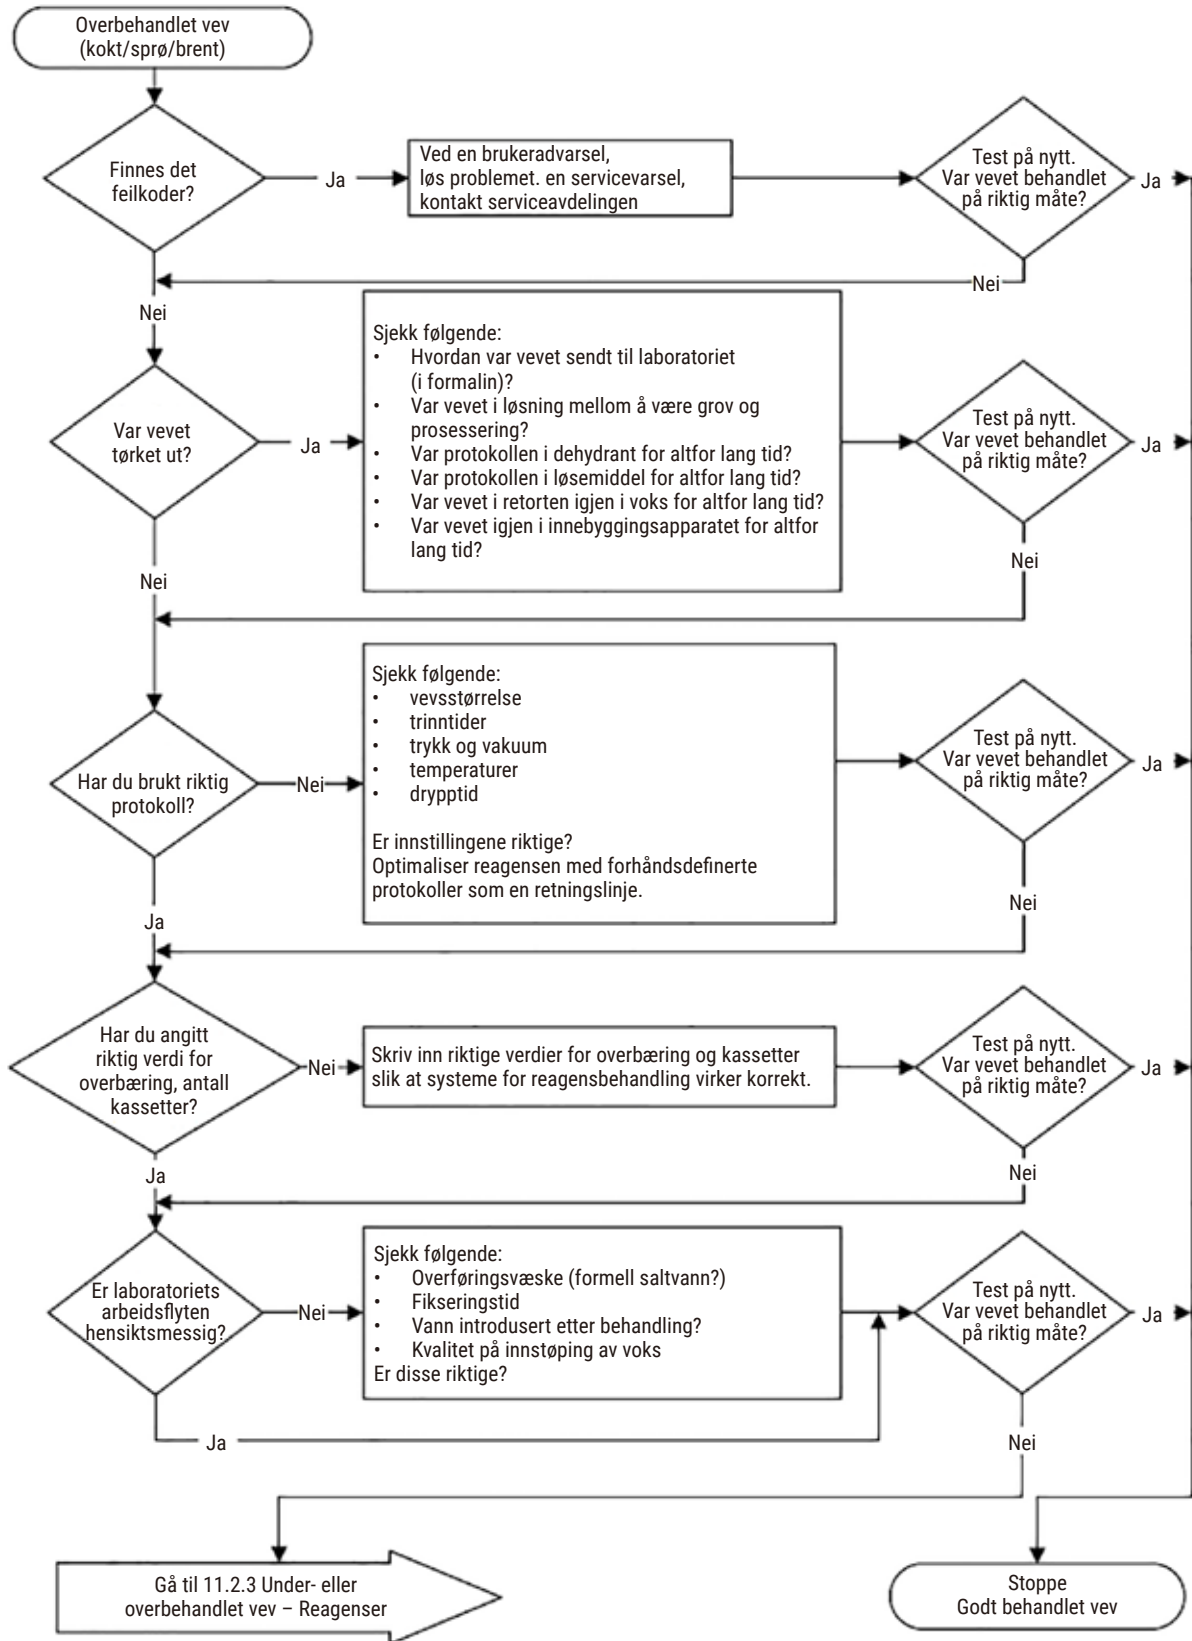 Overbehandlet vev
(kokt/sprø/brent)
Finnes det
feilkoder?
Ja
Ved en brukeradvarsel,
løs problemet. en servicevarsel,
kontakt serviceavdelingen
Test på nytt.
Var vevet behandlet
på riktig måte?
Ja
Nei
Nei
Var vevet
tørket ut?
Ja
Sjekk følgende:
• Hvordan var vevet sendt til laboratoriet
(i formalin)?
• Var vevet i løsning mellom å være grov og
prosessering?
• Var protokollen i dehydrant for altfor lang tid?
• Var protokollen i løsemiddel for altfor lang tid?
• Var vevet i retorten igjen i voks for altfor lang tid?
• Var vevet igjen i innebyggingsapparatet for altfor
lang tid?
Test på nytt.
Var vevet behandlet
på riktig måte?
Ja
Nei
Nei
Har du brukt riktig
protokoll?
Nei
Sjekk følgende:
• vevsstørrelse
• trinntider
• trykk og vakuum
• temperaturer
• drypptid
Er innstillingene riktige?
Optimaliser reagensen med forhåndsdefinerte
protokoller som en retningslinje.
Test på nytt.
Var vevet behandlet
på riktig måte?
Ja
Nei
Ja
Har du angitt
riktig verdi for
overbæring, antall
kassetter?
Nei
Skriv inn riktige verdier for overbæring og kassetter
slik at systeme for reagensbehandling virker korrekt.
Test på nytt.
Var vevet behandlet
på riktig måte?
Ja
Nei
Ja
Er laboratoriets
arbeidsflyten
hensiktsmessig?
Nei
Sjekk følgende:
• Overføringsvæske (formell saltvann?)
• Fikseringstid
• Vann introdusert etter behandling?
• Kvalitet på innstøping av voks
Er disse riktige?
Test på nytt.
Var vevet behandlet
på riktig måte?
Ja
Ja
Nei
Gå til 11.2.3 Under- eller
overbehandlet vev – Reagenser
Stoppe
Godt behandlet vev